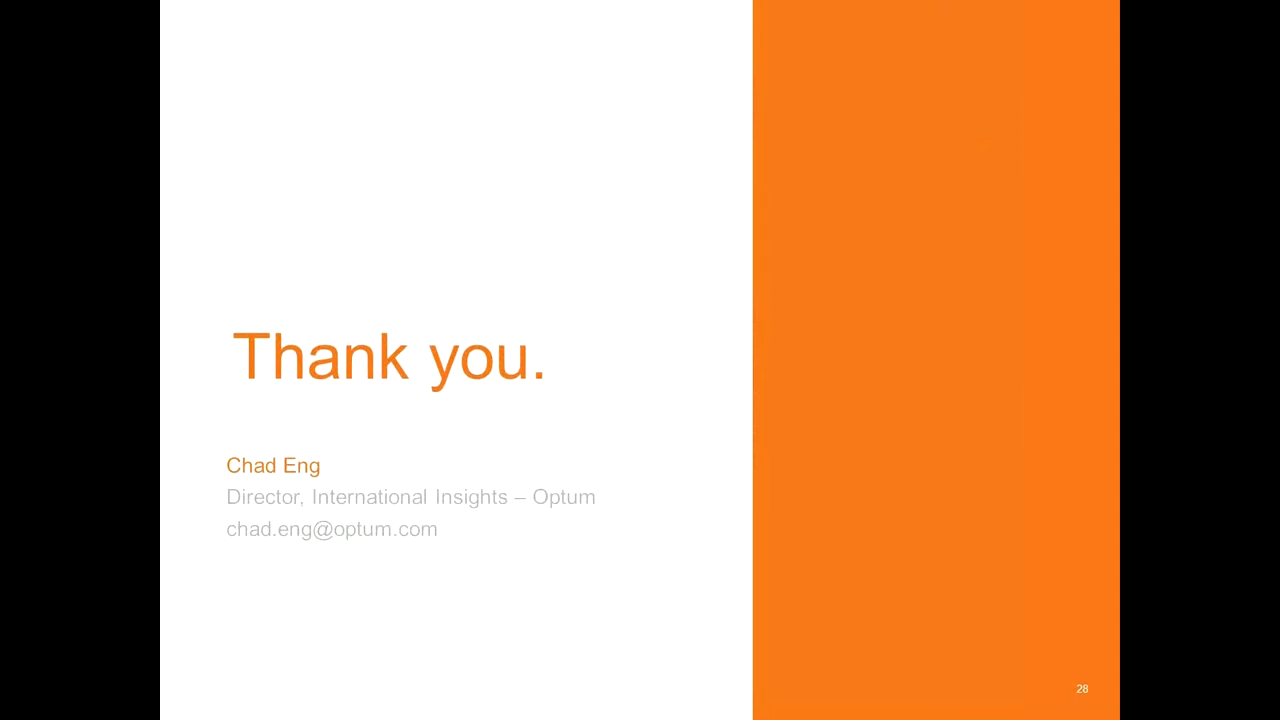 Thank you.
Chad Eng
Director, International Insights – Optum
chad.eng@optum.com
28